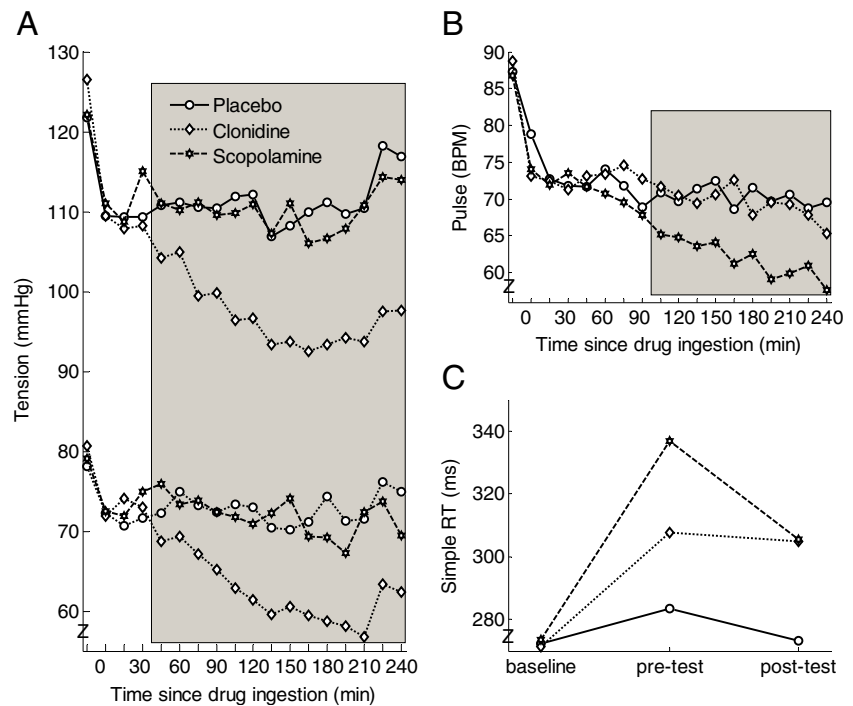 A
130
120
110
100
90
80
70
60
Z
Tension (mmHg)
Placebo
Clonidine
Scopolamine
0 30 60 90 120 150 180 210 240
Time since drug ingestion (min)
B
90
85
80
75
70
65
60
Z
Pulse (BPM)
0 30 60 90 120 150 180 210 240
Time since drug ingestion (min)
C
340
320
300
280
Z
Simple RT (ms)
baseline pre-test post-test